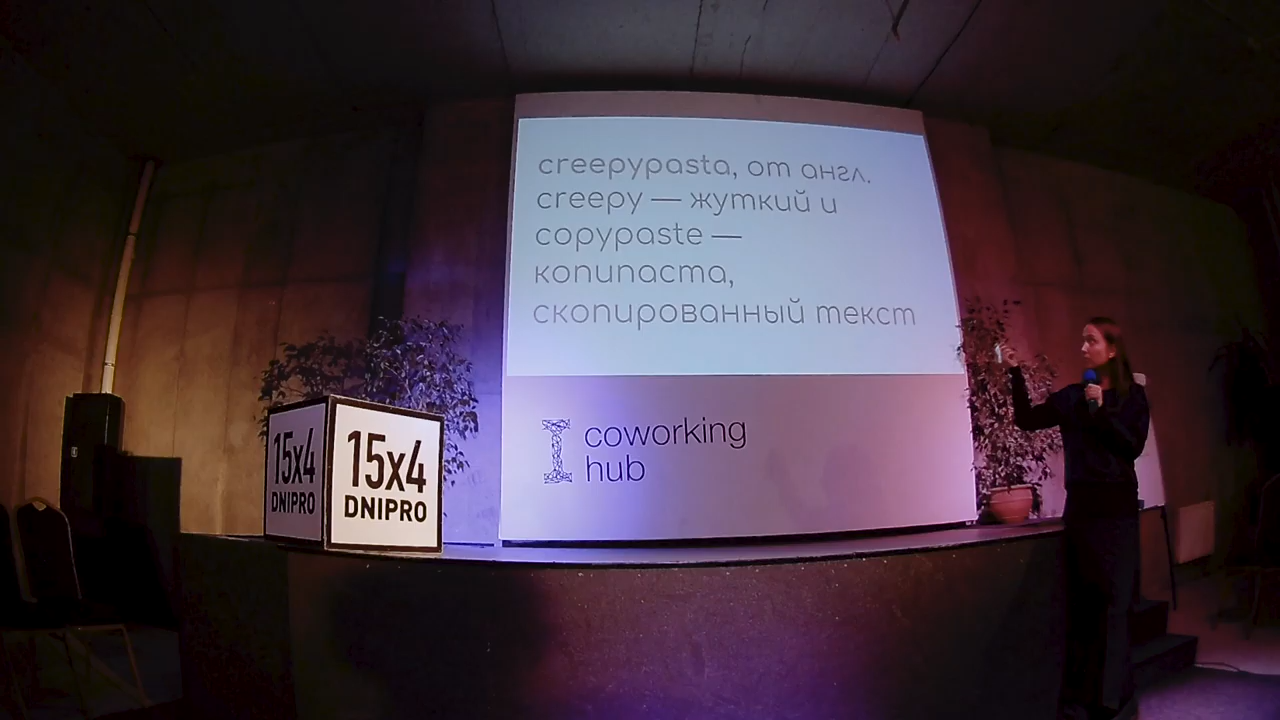 creepypasta, от англ.
creepy — жуткий и
copypaste —
копипаста,
скопированный текст
coworking
hub
15x4
DNIPRO
15x4
DNIPRO